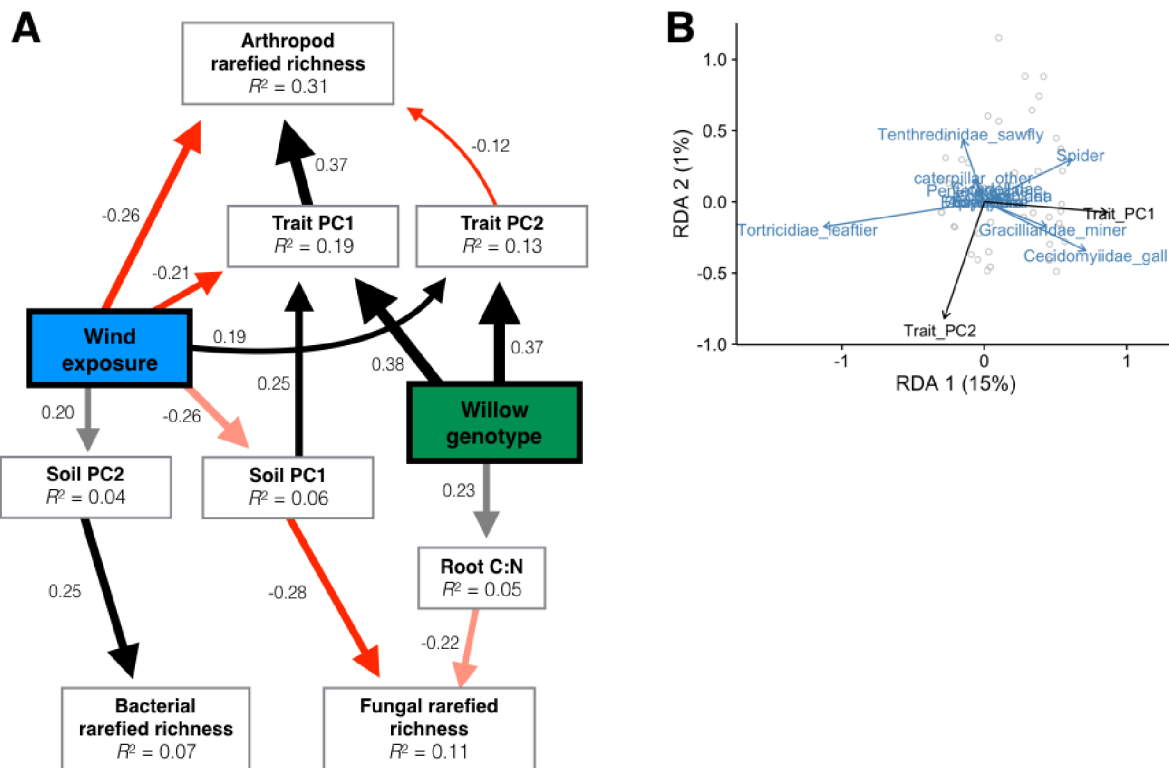 A
Arthropod
rarefied richness
R² = 0.31
-0.12
0.37
-0.26
Trait PC1
R² = 0.19
Trait PC2
R² = 0.13
-0.21
Wind
exposure
0.19
0.37
0.38
0.25
Willow
genotype
0.20
-0.26
Soil PC2
R² = 0.04
Soil PC1
R² = 0.06
0.23
Root C:N
R² = 0.05
0.25
-0.28
-0.22
Bacterial
rarefied richness
R² = 0.07
Fungal rarefied
richness
R² = 0.11
B
1.0
0.5
0.0
-0.5
-1.0
RDA 2 (1%)
Tenthredinidae_sawfly
Spider
caterpillar_other
Trait_PC1
Tortricidiae_leaftier
Gracilliaridae_miner
Cecidomyiidae_gall
Trait_PC2
-1
0
1
RDA 1 (15%)